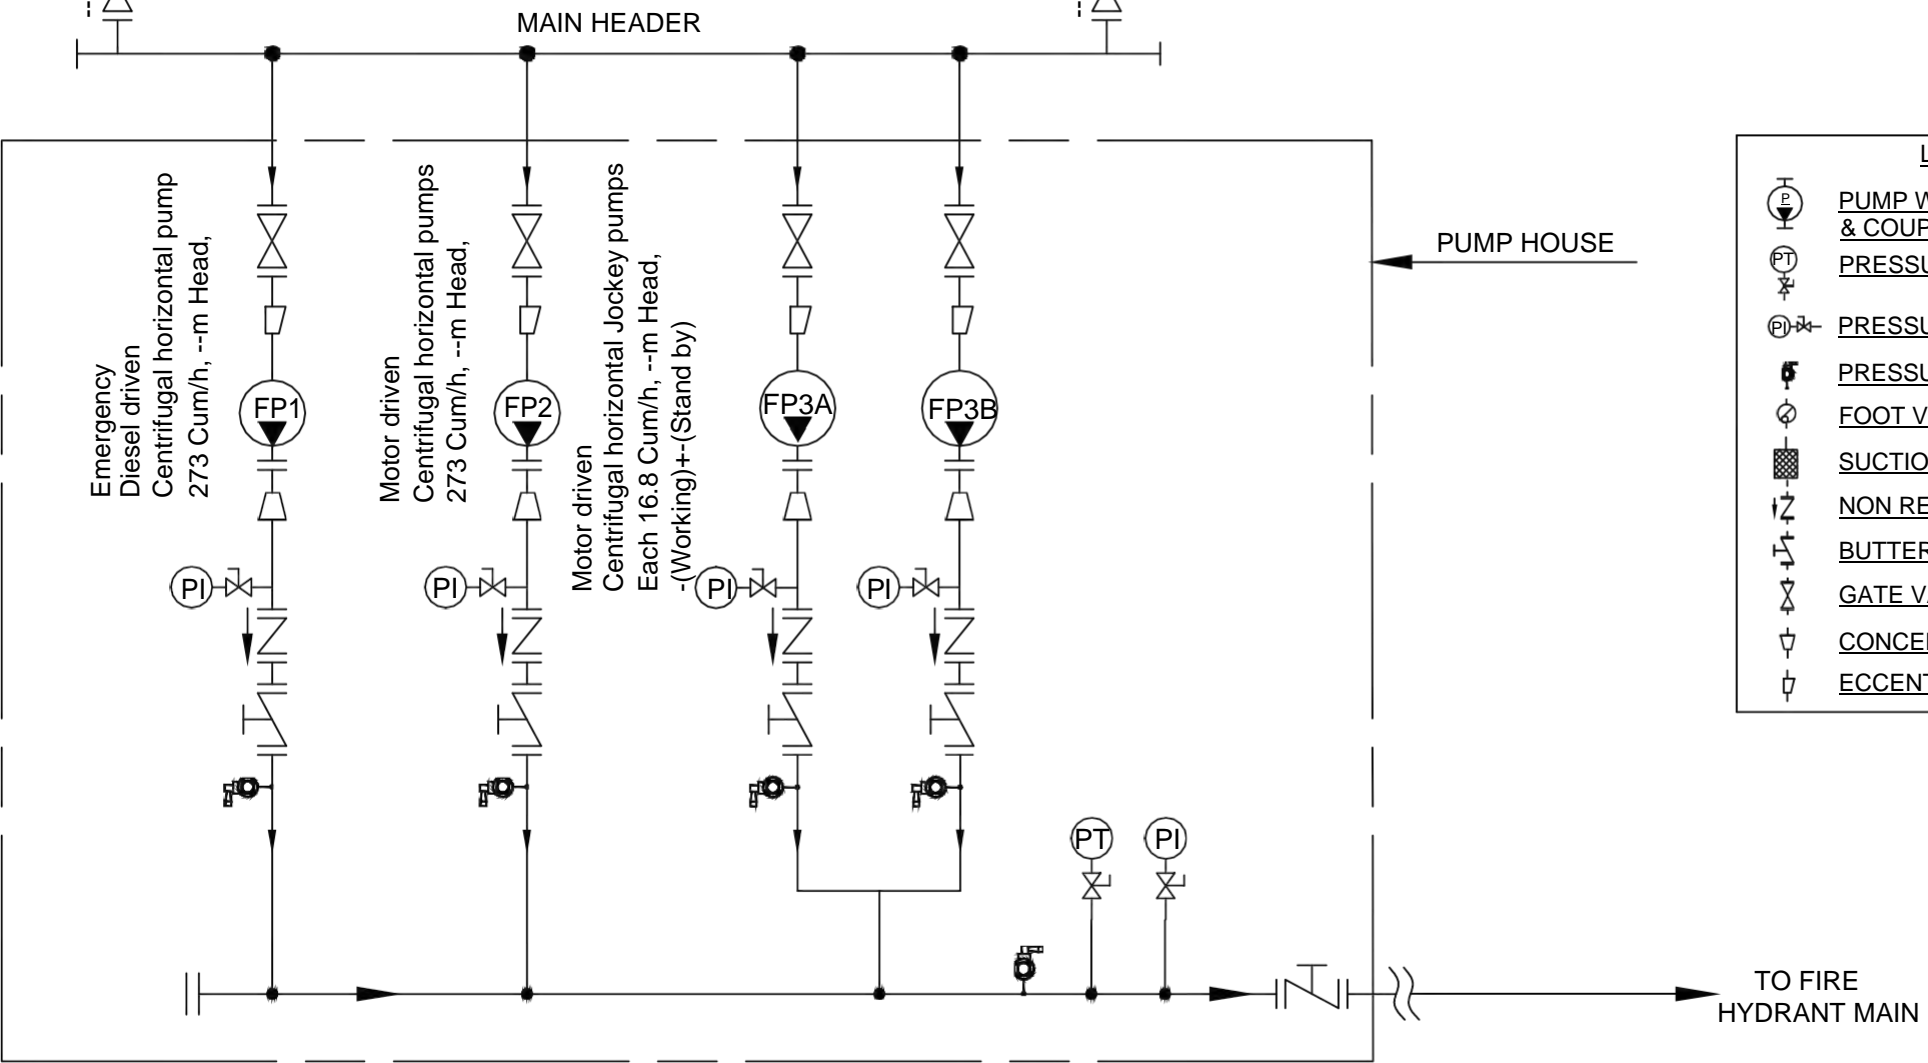 MAIN HEADER
Emergency
Diesel driven
Centrifugal horizontal pump
273 Cum/h, --m Head,
Motor driven
Centrifugal horizontal pumps
273 Cum/h, --m Head,
Motor driven
Centrifugal horizontal Jockey pumps
Each 16.8 Cum/h, --m Head,
-(Working)+-(Stand by)
FP1
FP2
FP3A
FP3B
PI
PI
PI
PI
PT
PI
PUMP HOUSE
TO FIRE
HYDRANT MAIN
P
PUMP
& COUP
PT
PRESSU
PI
PRESSU
PRESSU
FOOT V
SUCTIO
NON RE
BUTTER
GATE VA
CONCE
ECCENT